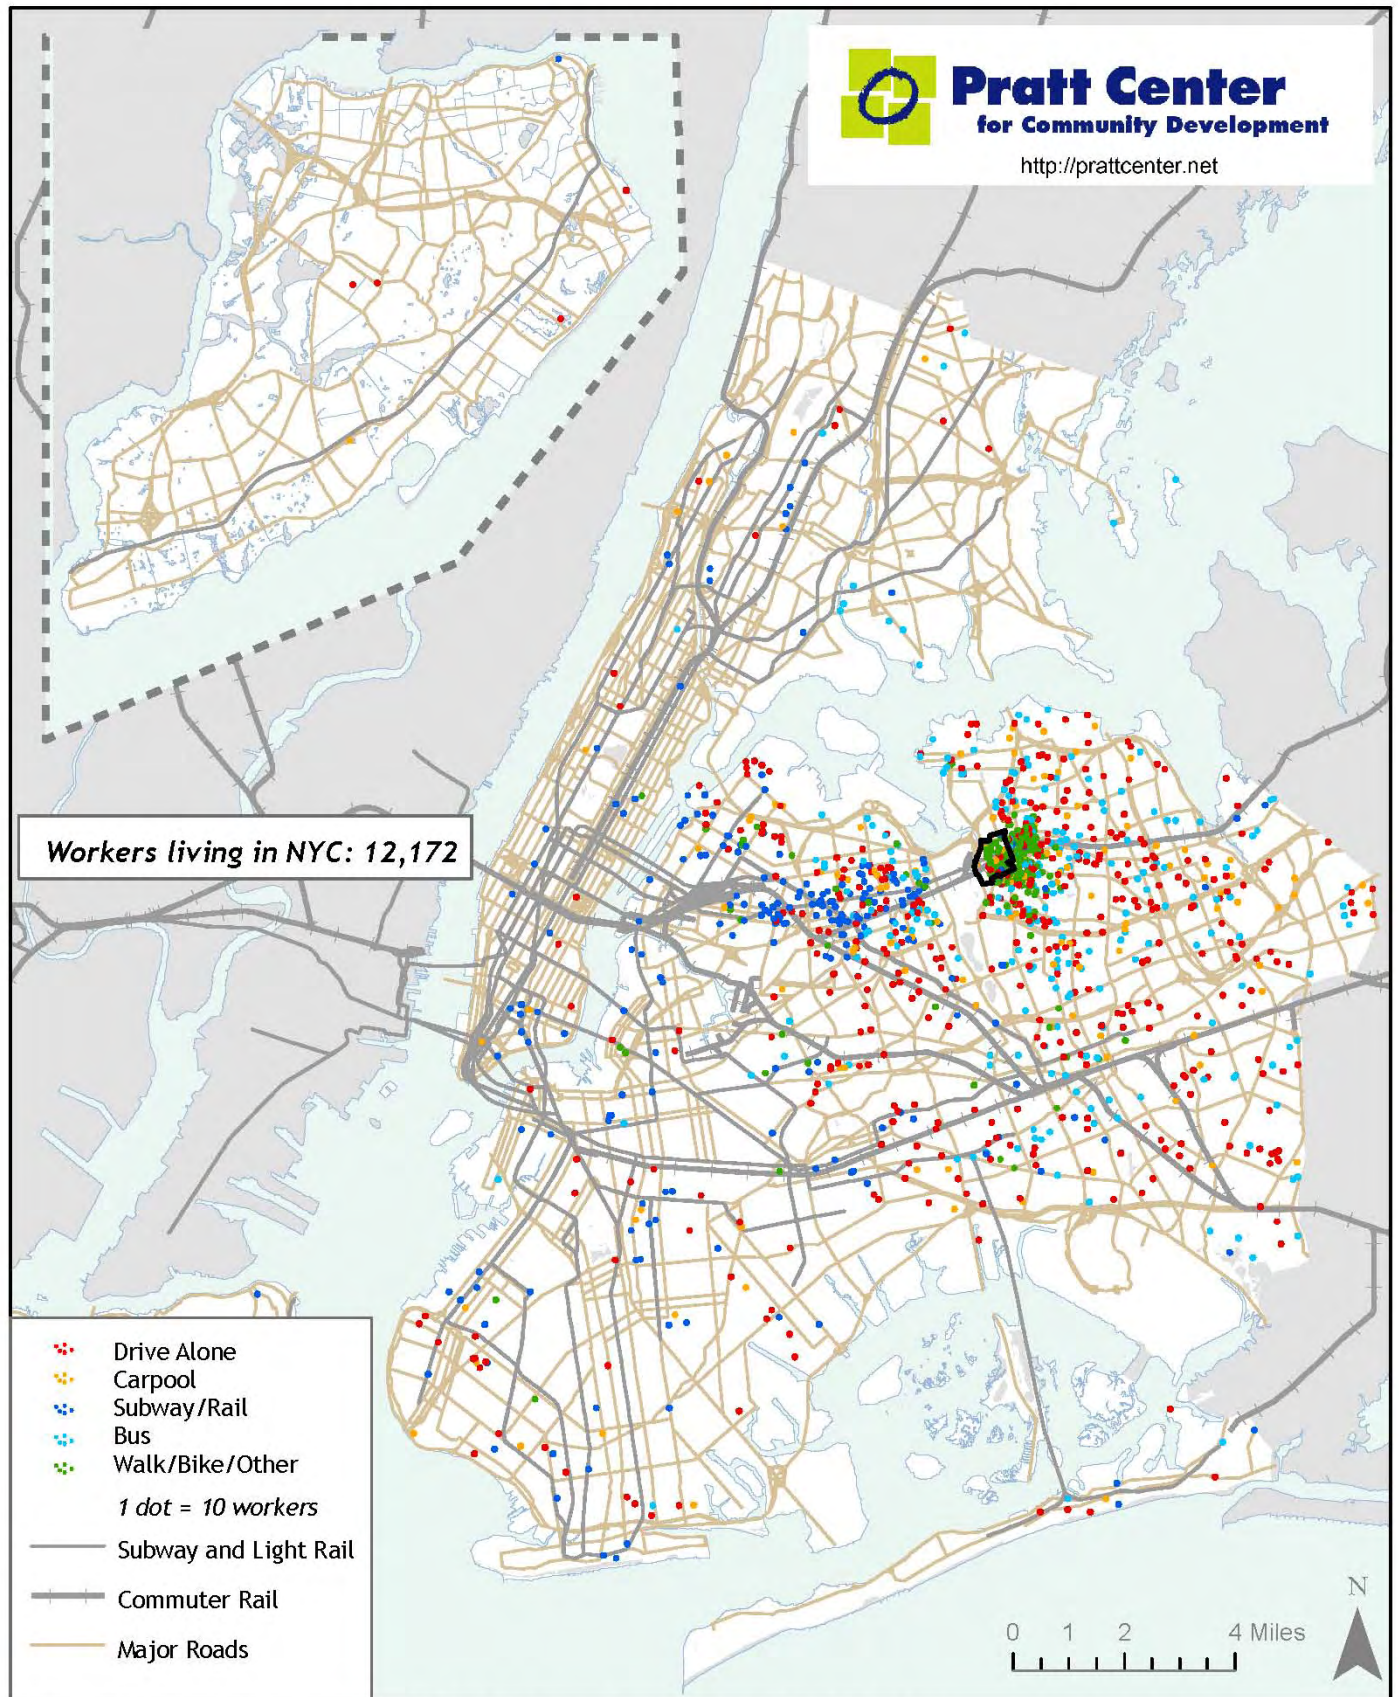 Pratt Center
for Community Development
http://prattcenter.net
Workers living in NYC: 12,172
Drive Alone
Carpool
Subway/Rail
Bus
Walk/Bike/Other
1 dot = 10 workers
Subway and Light Rail
Commuter Rail
Major Roads
N
0 1 2 4 Miles